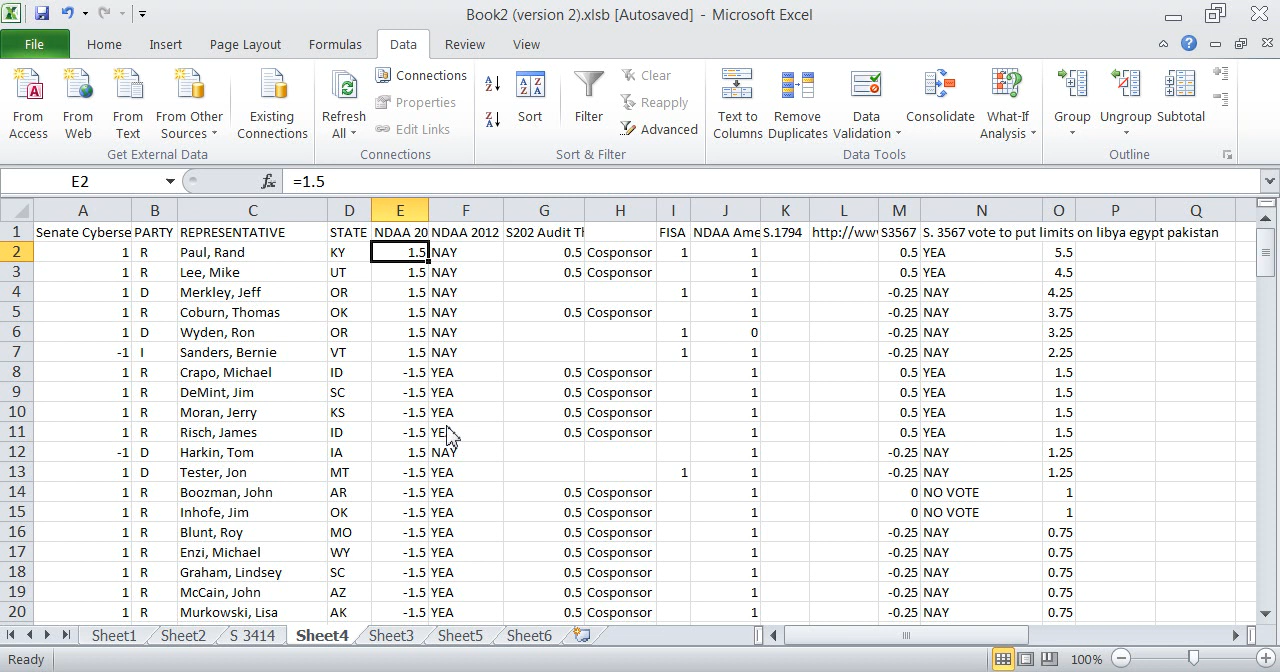 Book2 (version 2).xlsb [Autosaved] - Microsoft Excel
File Home Insert Page Layout Formulas Data Review View
From Access From Web From Text From Other Sources Existing Connections Refresh All Connections Properties Edit Links Sort Filter Clear Reapply Advanced Text to Columns Remove Duplicates Data Validation Consolidate What-If Analysis Group Ungroup Subtotal
Get External Data Connections Sort & Filter Data Tools Outline
E2 fx =1.5
A B C D E F G H I J K L M N O P Q
1 Senate Cyberse PARTY REPRESENTATIVE STATE NDAA 20 NDAA 2012 S202 Audit Th FISA NDAA Ame S.1794 http://www S3567 S. 3567 vote to put limits on libya egypt pakistan
2 1 R Paul, Rand KY 1.5 NAY 0.5 Cosponsor 1 1 0.5 YEA 5.5
3 1 R Lee, Mike UT 1.5 NAY 0.5 Cosponsor 1 0.5 YEA 4.5
4 1 D Merkley, Jeff OR 1.5 NAY 1 1 -0.25 NAY 4.25
5 1 R Coburn, Thomas OK 1.5 NAY 0.5 Cosponsor 1 -0.25 NAY 3.75
6 1 D Wyden, Ron OR 1.5 NAY 1 0 -0.25 NAY 3.25
7 -1 I Sanders, Bernie VT 1.5 NAY 1 1 -0.25 NAY 2.25
8 1 R Crapo, Michael ID -1.5 YEA 0.5 Cosponsor 1 0.5 YEA 1.5
9 1 R DeMint, Jim SC -1.5 YEA 0.5 Cosponsor 1 0.5 YEA 1.5
10 1 R Moran, Jerry KS -1.5 YEA 0.5 Cosponsor 1 0.5 YEA 1.5
11 1 R Risch, James ID -1.5 YEA 0.5 Cosponsor 1 0.5 YEA 1.5
12 -1 D Harkin, Tom IA 1.5 NAY 1 -0.25 NAY 1.25
13 1 D Tester, Jon MT -1.5 YEA 1 1 -0.25 NAY 1.25
14 1 R Boozman, John AR -1.5 YEA 0.5 Cosponsor 1 0 NO VOTE 1
15 1 R Inhofe, Jim OK -1.5 YEA 0.5 Cosponsor 1 0 NO VOTE 1
16 1 R Blunt, Roy MO -1.5 YEA 0.5 Cosponsor 1 -0.25 NAY 0.75
17 1 R Enzi, Michael WY -1.5 YEA 0.5 Cosponsor 1 -0.25 NAY 0.75
18 1 R Graham, Lindsey SC -1.5 YEA 0.5 Cosponsor 1 -0.25 NAY 0.75
19 1 R McCain, John AZ -1.5 YEA 0.5 Cosponsor 1 -0.25 NAY 0.75
20 1 R Murkowski, Lisa AK -1.5 YEA 0.5 Cosponsor 1 -0.25 NAY 0.75
Sheet1 Sheet2 S 3414 Sheet4 Sheet3 Sheet5 Sheet6
Ready 100%